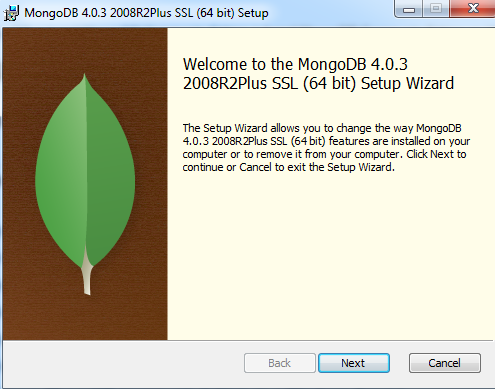 MongoDB 4.0.3 2008R2Plus SSL (64 bit) Setup
Welcome to the MongoDB 4.0.3
2008R2Plus SSL (64 bit) Setup Wizard
The Setup Wizard allows you to change the way MongoDB
4.0.3 2008R2Plus SSL (64 bit) features are installed on your
computer or to remove it from your computer. Click Next to
continue or Cancel to exit the Setup Wizard.
Back
Next
Cancel